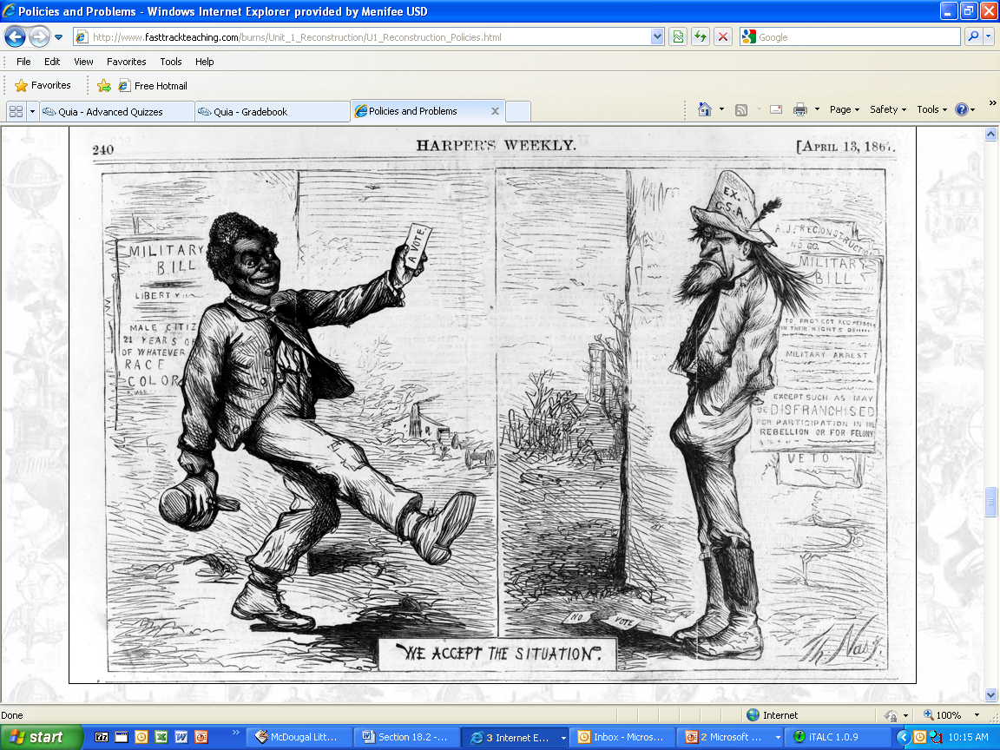 Policies and Problems - Windows Internet Explorer provided by Menifee USD
http://www.fasttrackteaching.com/burns/Unit_1_Reconstruction/U1_Reconstruction_Policies.html
Google
File Edit View Favorites Tools Help
Favorites Free Hotmail
Quia - Advanced Quizzes Quia - Gradebook Policies and Problems Page Safety Tools
240 HARPER'S WEEKLY. [APRIL 13, 1867.
MILITARY
BILL
LIBERTY
MALE CITIZ
21 YEARS O
OF WHATEVER
RACE
COLOR
A VOTE.
EX.
C.S.A
A.J. RECONSTRUCTION
NO GO.
MILITARY
BILL
TO PROTECT ALL PERSONS
IN THEIR RIGHTS
MILITARY ARREST
EXCEPT SUCH AS MAY
BE DISFRANCHISED
FOR PARTICIPATION IN THE
REBELLION OR FOR FELONY
VETO
NO VOTE
"WE ACCEPT THE SITUATION".
Th. Nast.
Done Internet 100%
start McDougal Litt... Section 18.2 -... 3 Internet E... Inbox - Micros... 2 Microsoft ... iTALC 1.0.9 10:15 AM